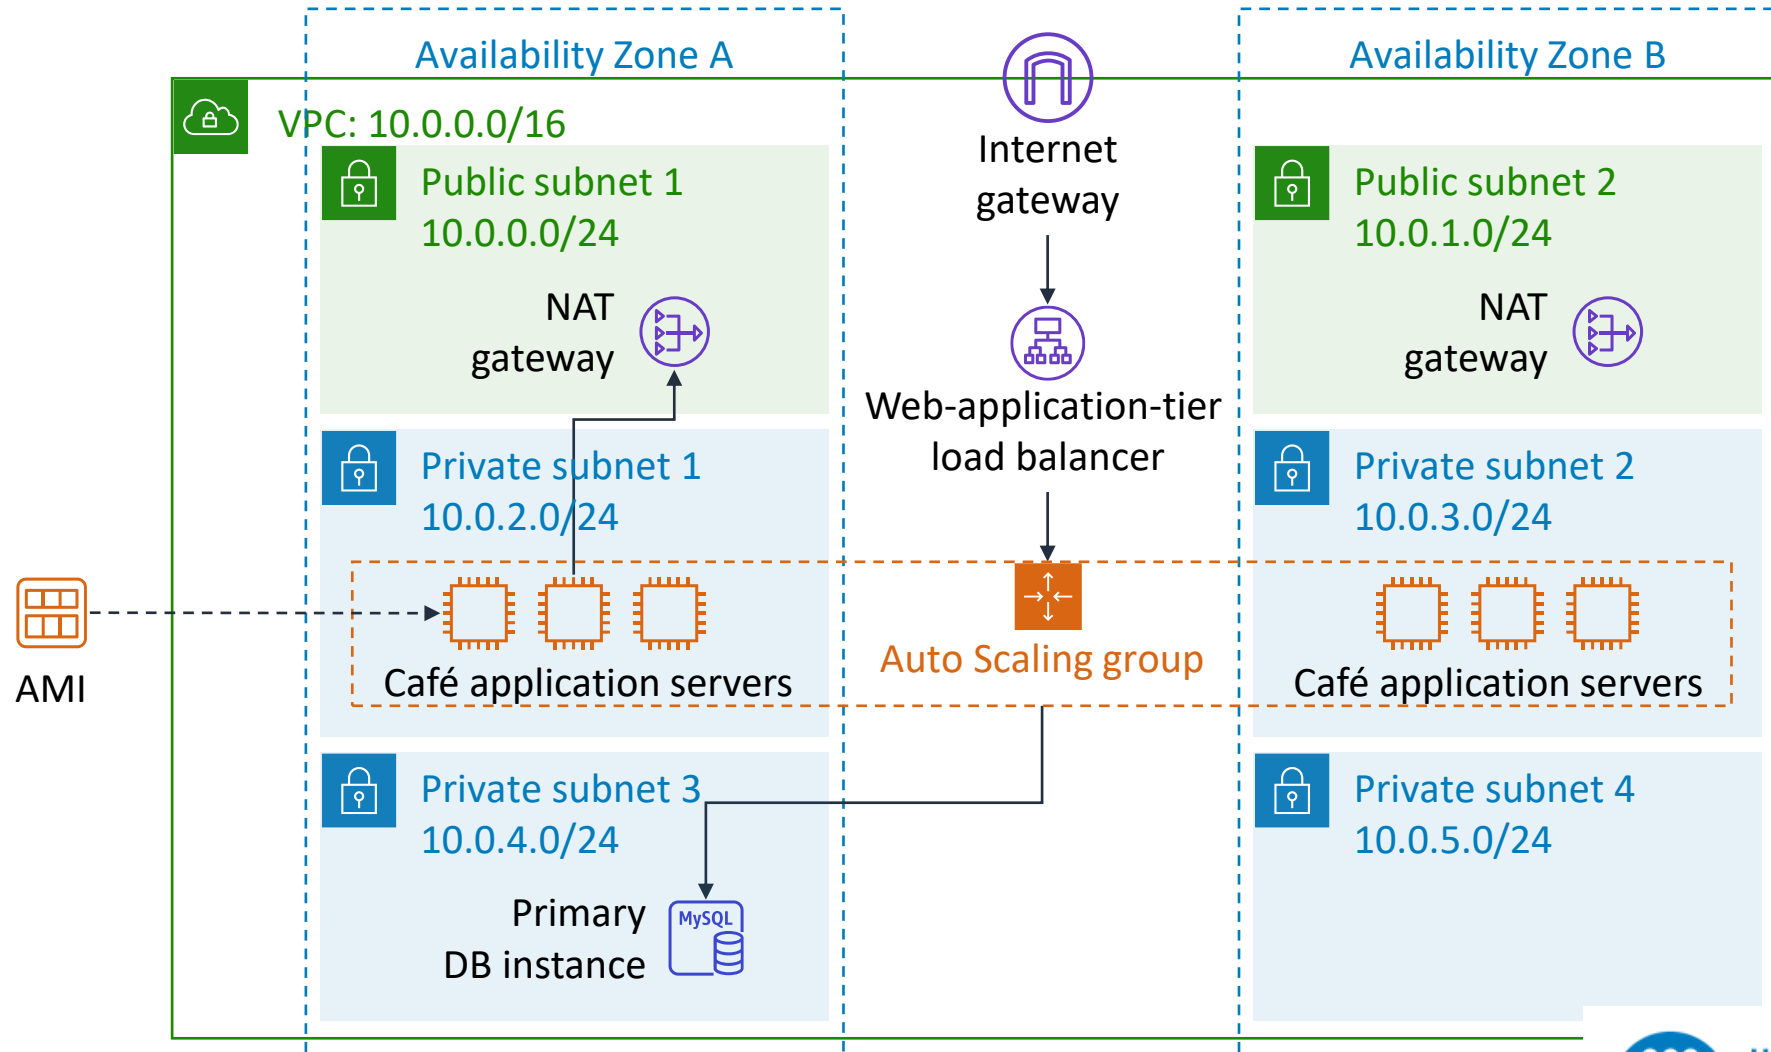 Availability Zone A
Availability Zone B
VPC: 10.0.0.0/16
Internet
gateway
Public subnet 1
10.0.0.0/24
Public subnet 2
10.0.1.0/24
NAT
gateway
NAT
gateway
Web-application-tier
load balancer
Private subnet 1
10.0.2.0/24
Private subnet 2
10.0.3.0/24
AMI
Café application servers
Auto Scaling group
Café application servers
Private subnet 3
10.0.4.0/24
Private subnet 4
10.0.5.0/24
Primary
DB instance
MySQL